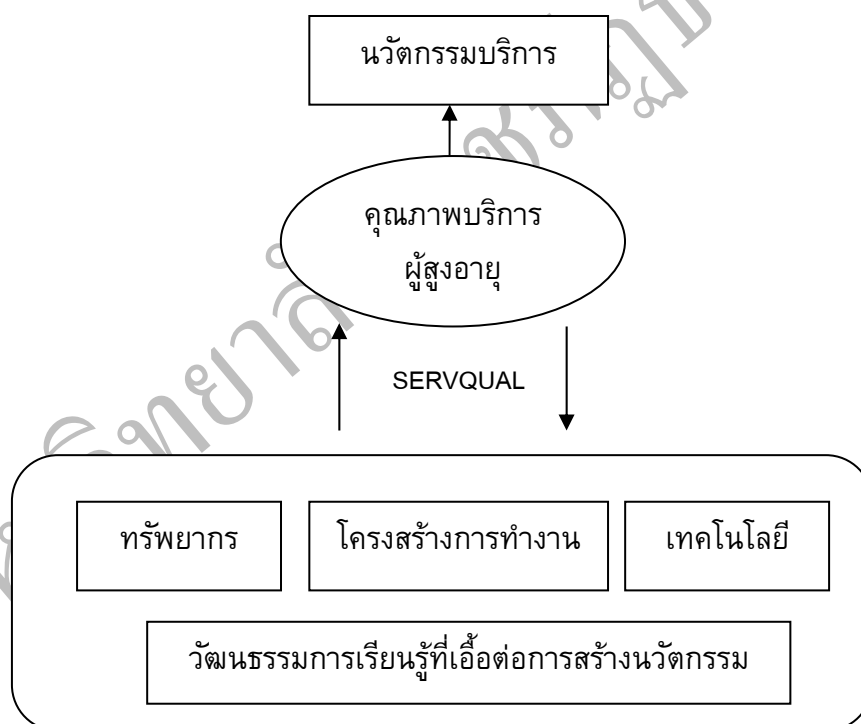 นวัตกรรมบริการ
คุณภาพบริการ
ผู้สูงอายุ
SERVQUAL
ทรัพยากร
โครงสร้างการทำงาน
เทคโนโลยี
วัฒนธรรมการเรียนรู้ที่เอื้อต่อการสร้างนวัตกรรม